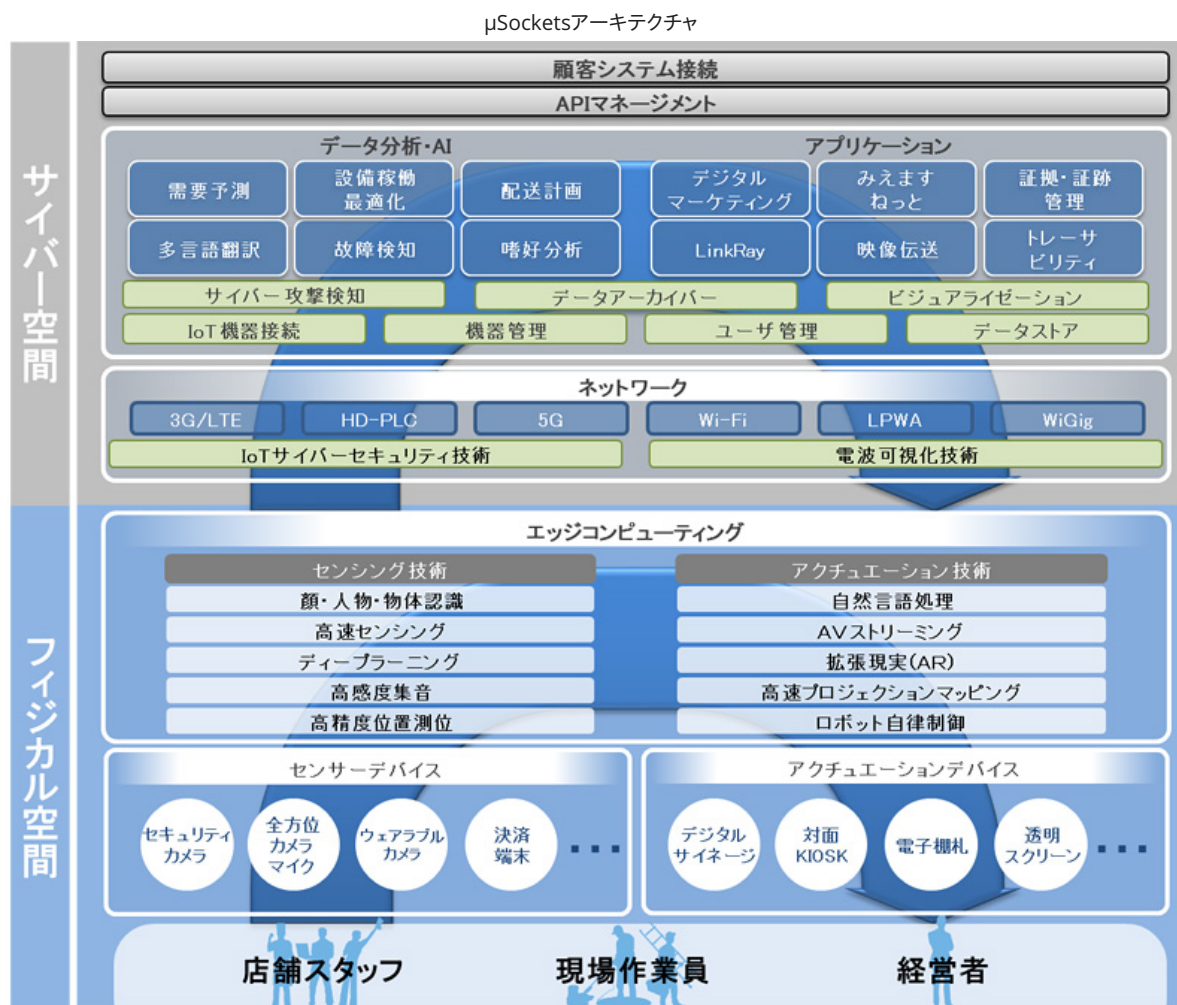 μSocketsアーキテクチャ
サイバー空間
顧客システム接続
APIマネージメント
データ分析・AI
アプリケーション
需要予測
設備稼働
最適化
配送計画
デジタル
マーケティング
みえます
ねっと
証拠・証跡
管理
多言語翻訳
故障検知
嗜好分析
LinkRay
映像伝送
トレーサ
ビリティ
サイバー攻撃検知
データアーカイバー
ビジュアライゼーション
IoT機器接続
機器管理
ユーザ管理
データストア
ネットワーク
3G/LTE
HD-PLC
5G
Wi-Fi
LPWA
WiGig
IoTサイバーセキュリティ技術
電波可視化技術
フィジカル空間
エッジコンピューティング
センシング技術
顔・人物・物体認識
高速センシング
ディープラーニング
高感度集音
高精度位置測位
アクチュエーション技術
自然言語処理
AVストリーミング
拡張現実(AR)
高速プロジェクションマッピング
ロボット自律制御
センサーデバイス
セキュリティ
カメラ
全方位
カメラ
マイク
ウェアラブル
カメラ
決済
端末
アクチュエーションデバイス
デジタル
サイネージ
対面
KIOSK
電子棚札
透明
スクリーン
店舗スタッフ
現場作業員
経営者